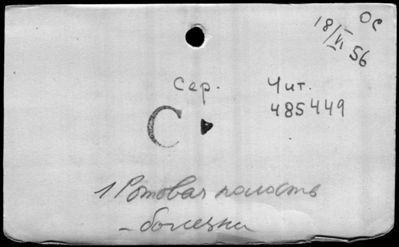 ОС
18/VI 56
Сер. Чит.
485449
С
1 Ротовая полость
– болезни